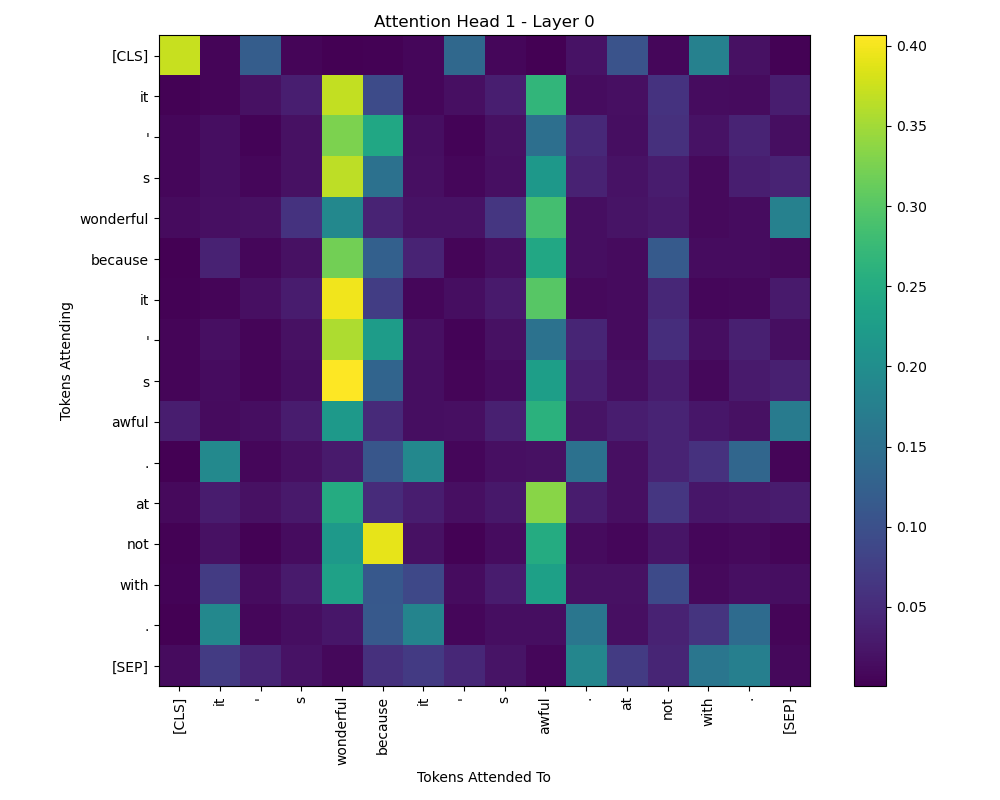 Attention Head 1 - Layer 0
[CLS]
it
'
s
wonderful
because
it
'
s
awful
.
at
not
with
.
[SEP]
Tokens Attending
[CLS]
it
'
s
wonderful
because
it
'
s
awful
.
at
not
with
.
[SEP]
Tokens Attended To
0.40
0.35
0.30
0.25
0.20
0.15
0.10
0.05